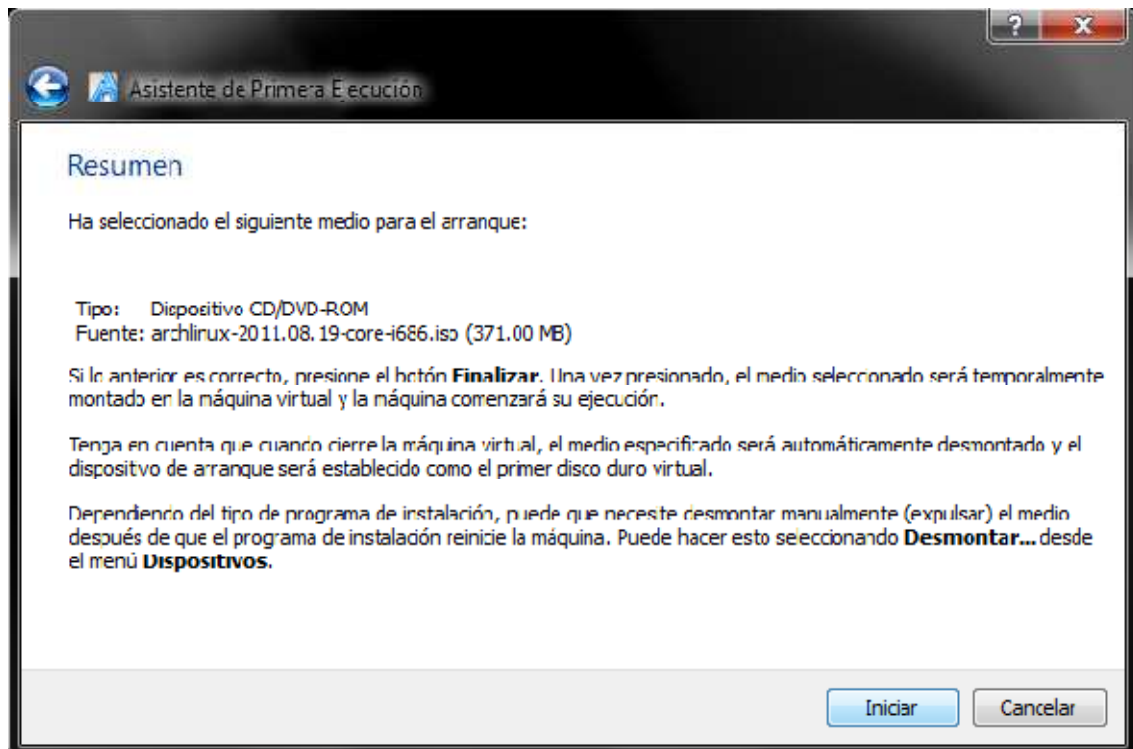 ?
X
Asistente de Primera Ejecución
Resumen
Ha seleccionado el siguiente medio para el arranque:
Tipo: Dispositivo CD/DVD-ROM
Fuente: archlinux-2011.08.19-core-i686.iso (371.00 MB)
Si lo anterior es correcto, presione el botón Finalizar. Una vez presionado, el medio seleccionado será temporalmente
montado en la máquina virtual y la máquina comenzará su ejecución.
Tenga en cuenta que cuando cierre la máquina virtual, el medio especificado será automáticamente desmontado y el
dispositivo de arranque será establecido como el primer disco duro virtual.
Dependiendo del tipo de programa de instalación, puede que necesite desmontar manualmente (expulsar) el medio
después de que el programa de instalación reinicie la máquina. Puede hacer esto seleccionando Desmontar... desde
el menú Dispositivos.
Iniciar Cancelar